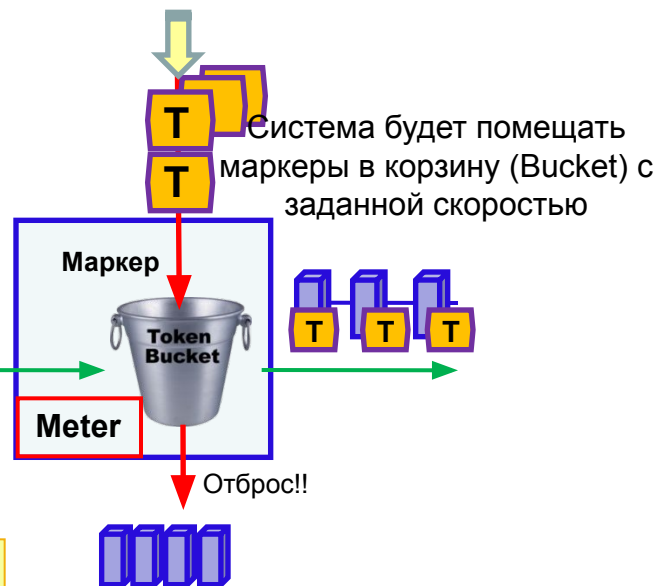 T
T
Система будет помещать
маркеры в корзину (Bucket) с
заданной скоростью
Маркер
T T T
Token
Bucket
Meter
Отброс!!